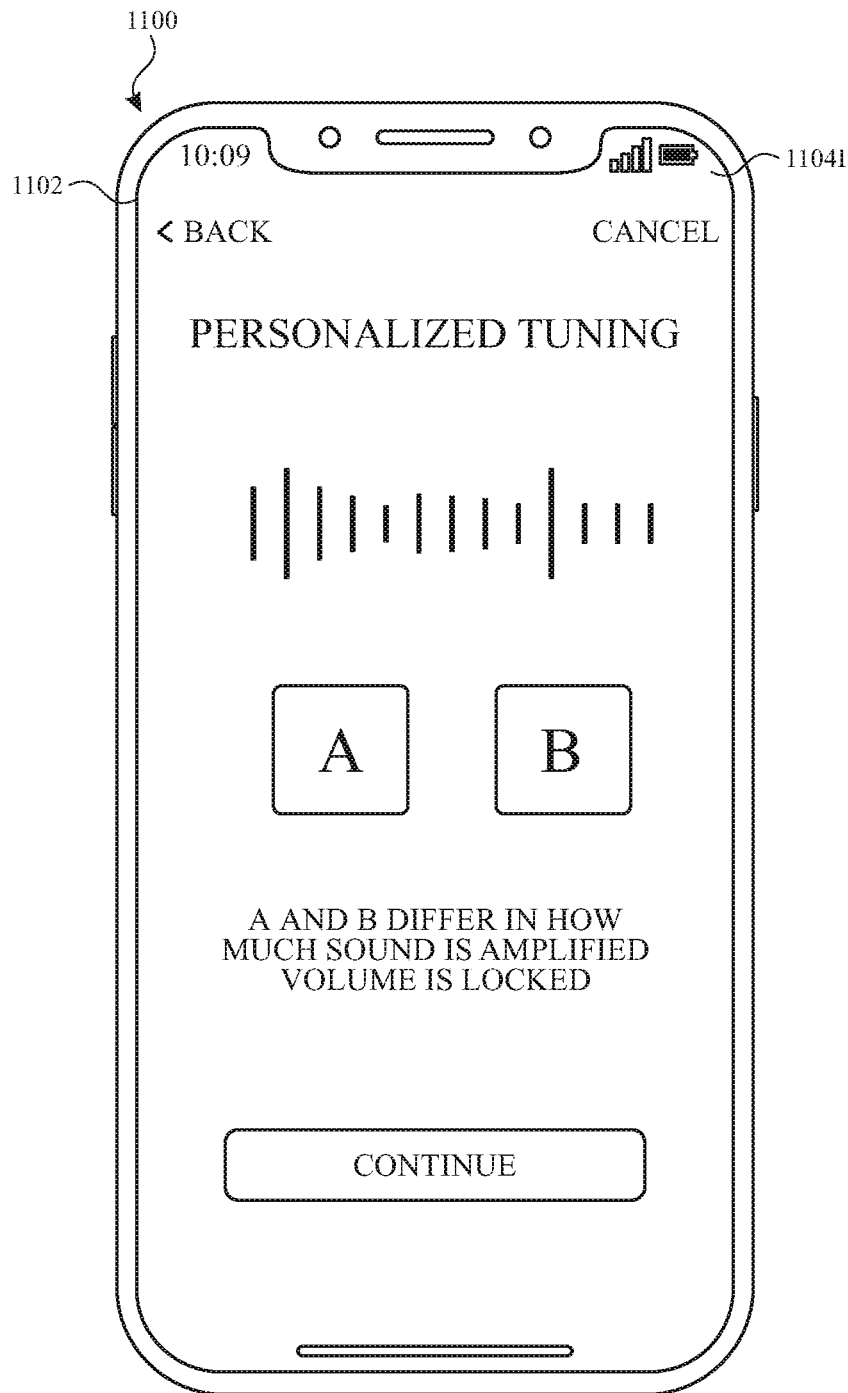 1100
10:09
1102
1104I
< BACK
CANCEL
PERSONALIZED TUNING
A
B
A AND B DIFFER IN HOW
MUCH SOUND IS AMPLIFIED
VOLUME IS LOCKED
CONTINUE